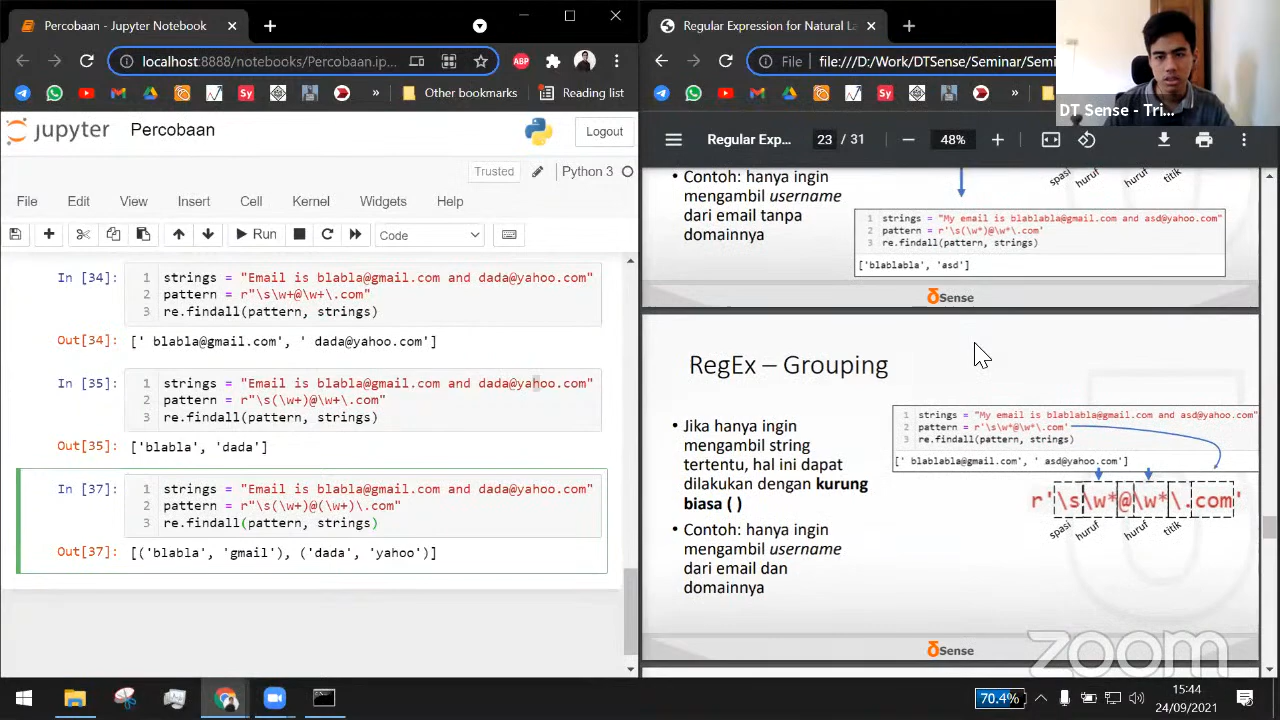 Percobaan - Jupyter Notebook
localhost:8888/notebooks/Percobaan.ip...
ABP
Sy
»
Other bookmarks
Reading list
jupyter
Percobaan
Logout
Trusted
Python 3
File
Edit
View
Insert
Cell
Kernel
Widgets
Help
Run
Code
In [34]:
1 strings = "Email is blabla@gmail.com and dada@yahoo.com"
2 pattern = r"\s\w+@\w+\.com"
3 re.findall(pattern, strings)
Out[34]: [' blabla@gmail.com', ' dada@yahoo.com']
In [35]:
1 strings = "Email is blabla@gmail.com and dada@yahoo.com"
2 pattern = r"\s(\w+)@\w+\.com"
3 re.findall(pattern, strings)
Out[35]: ['blabla', 'dada']
In [37]:
1 strings = "Email is blabla@gmail.com and dada@yahoo.com"
2 pattern = r"\s(\w+)@(\w+)\.com"
3 re.findall(pattern, strings)
Out[37]: [('blabla', 'gmail'), ('dada', 'yahoo')]
Regular Expression for Natural La
File
file:///D:/Work/DTSense/Seminar/Semi
Sy
»
DT Sense - Tri...
Regular Exp...
23 / 31
48%
• Contoh: hanya ingin
mengambil username
dari email tanpa
domainnya
spasi
huruf
huruf
titik
1 strings = "My email is blablabla@gmail.com and asd@yahoo.com"
2 pattern = r'\s(\w*)@\w*\.com'
3 re.findall(pattern, strings)
['blablabla', 'asd']
Sense
RegEx – Grouping
• Jika hanya ingin
mengambil string
tertentu, hal ini dapat
dilakukan dengan kurung
biasa ( )
• Contoh: hanya ingin
mengambil username
dari email dan
domainnya
1 strings = "My email is blablabla@gmail.com and asd@yahoo.com"
2 pattern = r'\s\w*@\w*\.com'
3 re.findall(pattern, strings)
[' blablabla@gmail.com', ' asd@yahoo.com']
r'\s\w*@\w*\.com'
spasi
huruf
huruf
titik
Sense
zoom
70.4%
15:44
24/09/2021